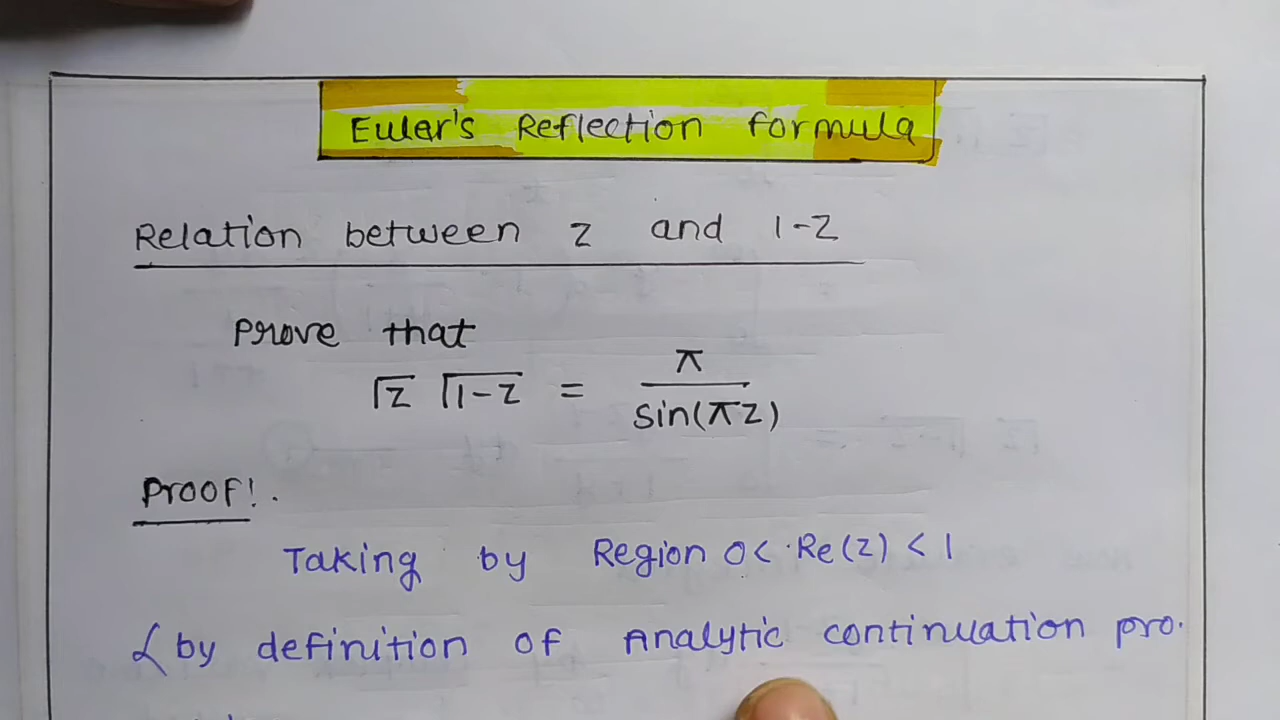 Euler's Reflection formula
Relation between z and 1-z
Prove that
Γz Γ1-z = π / sin(πz)
Proof!.
Taking by Region 0< Re(z) < 1
by definition of Analytic continuation pro.